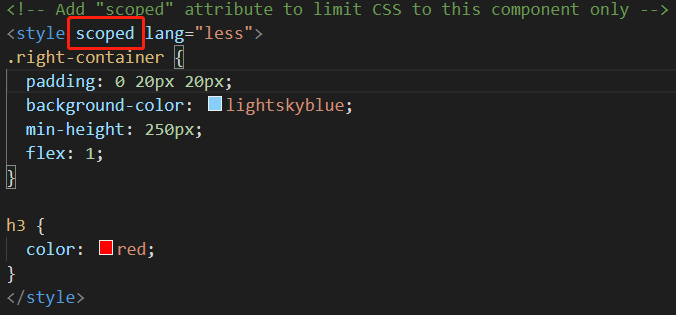 <!-- Add "scoped" attribute to limit CSS to this component only -->
<style scoped lang="less">
.right-container {
  padding: 0 20px 20px;
  background-color: lightskyblue;
  min-height: 250px;
  flex: 1;
}

h3 {
  color: red;
}
</style>